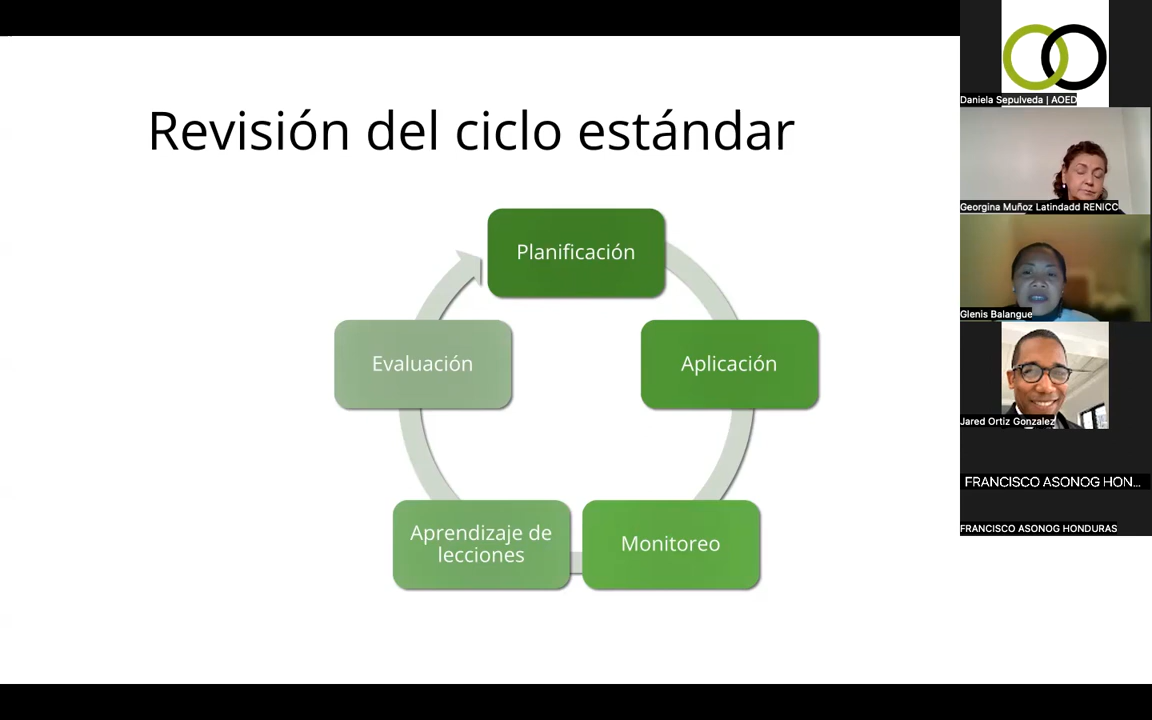 Revisión del ciclo estándar
Planificación
Aplicación
Monitoreo
Aprendizaje de
lecciones
Evaluación
Daniela Sepulveda | AOED
Georgina Muñoz Latindadd RENICC
Glenis Balangue
Jared Ortiz Gonzalez
FRANCISCO ASONOG HON...
FRANCISCO ASONOG HONDURAS